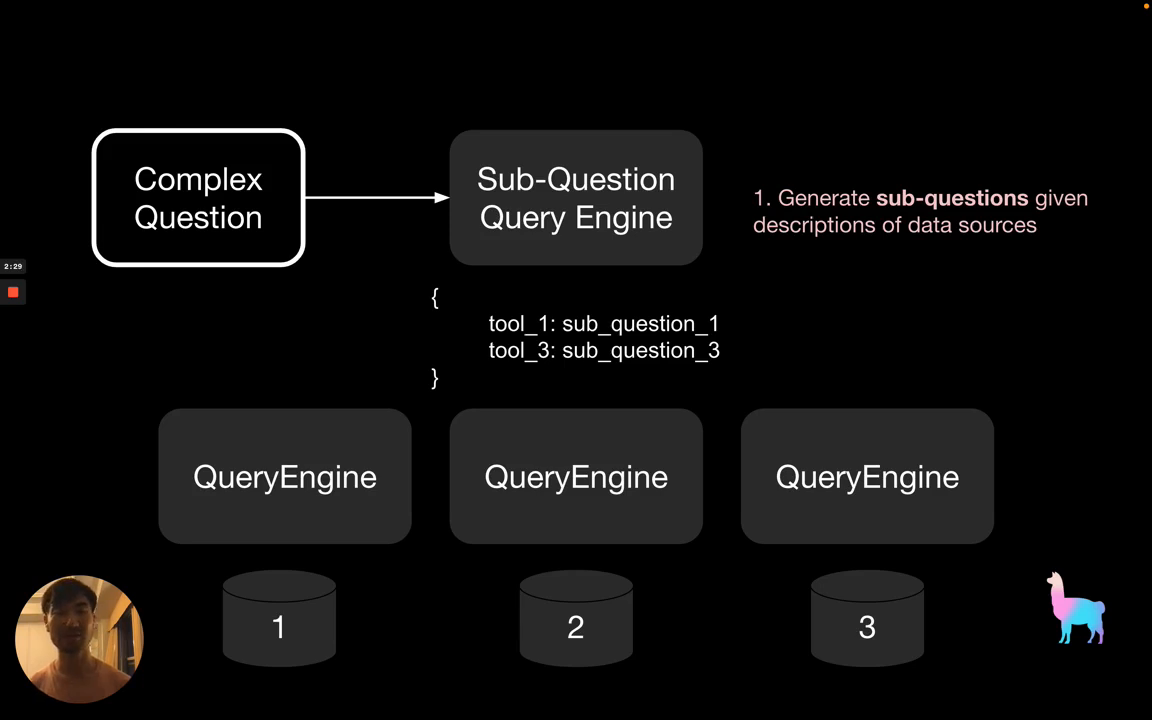 Complex
Question
Sub-Question
Query Engine
1. Generate sub-questions given
descriptions of data sources
2:29
{
tool_1: sub_question_1
tool_3: sub_question_3
}
QueryEngine
QueryEngine
QueryEngine
1
2
3